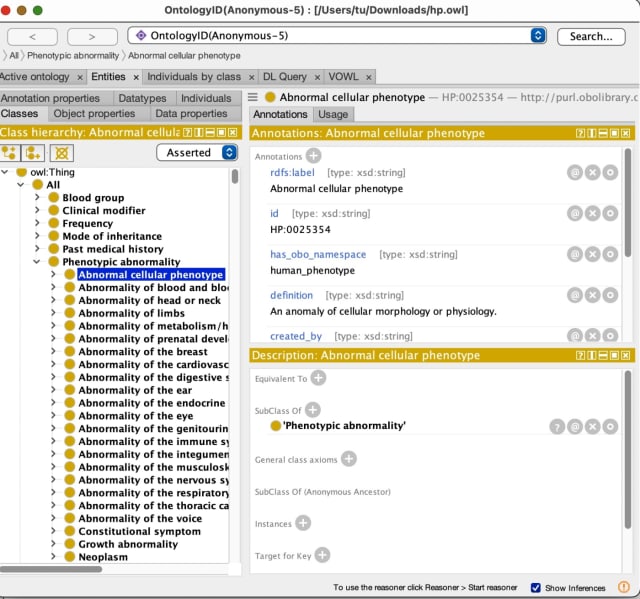 OntologyID(Anonymous-5) : [/Users/tu/Downloads/hp.owl]
< > OntologyID(Anonymous-5) Search...
All Phenotypic abnormality Abnormal cellular phenotype
Active ontology × Entities × Individuals by class × DL Query × VOWL ×
Annotation properties Datatypes Individuals
Classes Object properties Data properties
Class hierarchy: Abnormal cellula
Asserted
owl:Thing
All
Blood group
Clinical modifier
Frequency
Mode of inheritance
Past medical history
Phenotypic abnormality
Abnormal cellular phenotype
Abnormality of blood and bloo
Abnormality of head or neck
Abnormality of limbs
Abnormality of metabolism/h
Abnormality of prenatal devel
Abnormality of the breast
Abnormality of the cardiovasc
Abnormality of the digestive s
Abnormality of the ear
Abnormality of the endocrine
Abnormality of the eye
Abnormality of the genitourin
Abnormality of the immune sy
Abnormality of the integumen
Abnormality of the musculosk
Abnormality of the nervous sy
Abnormality of the respiratory
Abnormality of the thoracic ca
Abnormality of the voice
Constitutional symptom
Growth abnormality
Neoplasm
Abnormal cellular phenotype — HP:0025354 — http://purl.obolibrary.o
Annotations Usage
Annotations: Abnormal cellular phenotype
Annotations
rdfs:label [type: xsd:string]
Abnormal cellular phenotype
id [type: xsd:string]
HP:0025354
has_obo_namespace [type: xsd:string]
human_phenotype
definition [type: xsd:string]
An anomaly of cellular morphology or physiology.
created_by [type: xsd:string]
Description: Abnormal cellular phenotype
Equivalent To
SubClass Of
'Phenotypic abnormality'
General class axioms
SubClass Of (Anonymous Ancestor)
Instances
Target for Key
To use the reasoner click Reasoner > Start reasoner Show Inferences